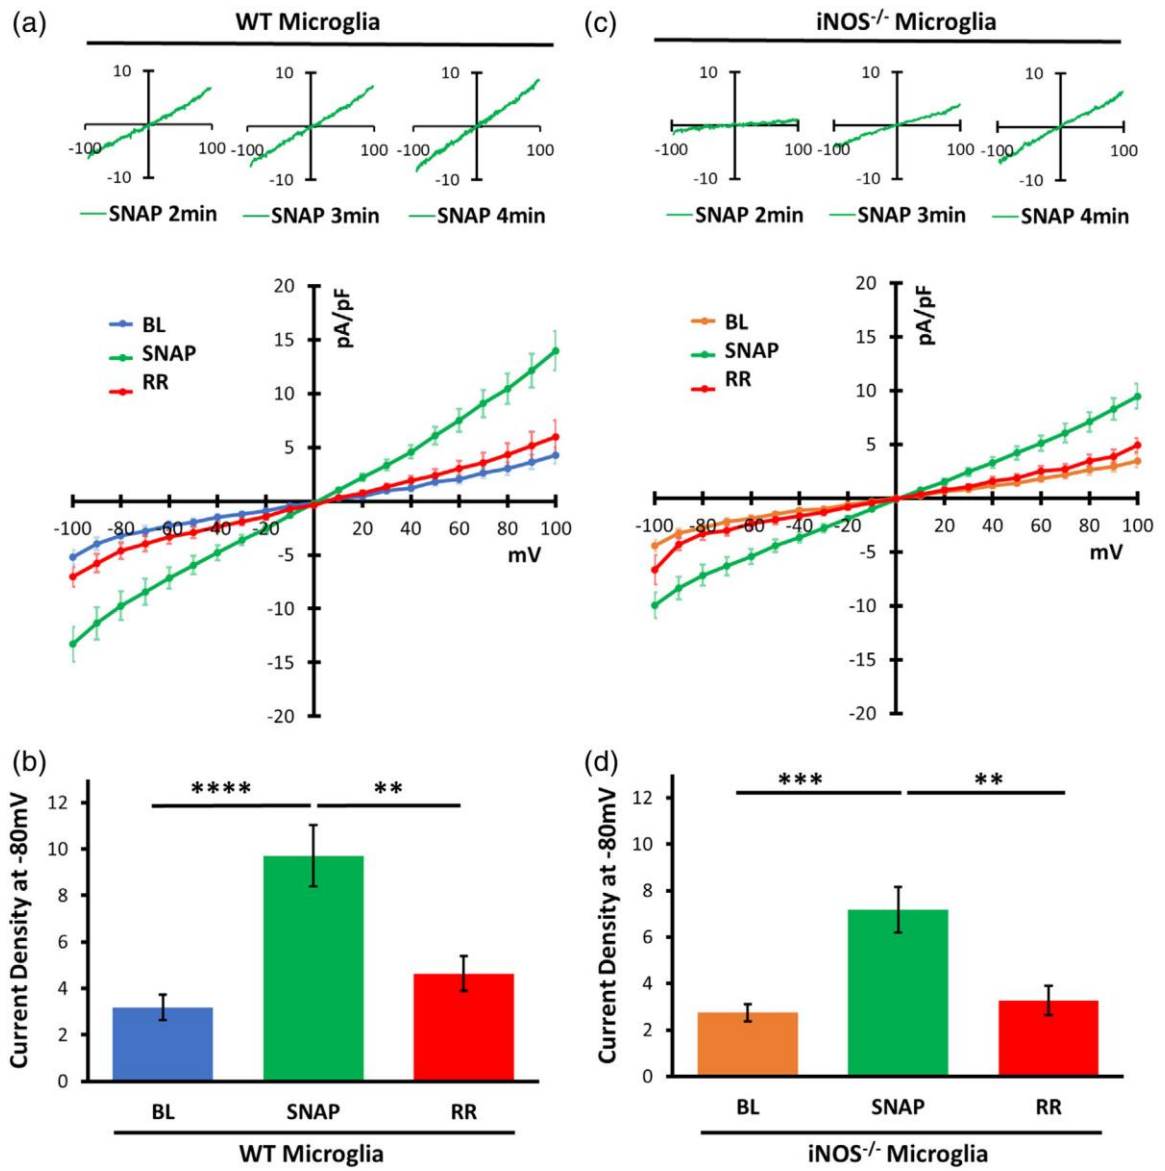 (a)
WT Microglia
10
-100
100
-10
SNAP 2min
10
-100
100
-10
SNAP 3min
10
-100
100
-10
SNAP 4min
20
15
10
5
-5
-10
-15
-20
pA/pF
BL
SNAP
RR
-100 -80 -60 -40 -20 20 40 60 80 100
mV
(c)
iNOS-/- Microglia
10
-100
100
-10
SNAP 2min
10
-100
100
-10
SNAP 3min
10
-100
100
-10
SNAP 4min
20
15
10
5
-5
-10
-15
-20
pA/pF
BL
SNAP
RR
-100 -80 -60 -40 -20 20 40 60 80 100
mV
(b)
Current Density at -80mV
12
10
8
6
4
2
0
****
**
BL SNAP RR
WT Microglia
(d)
Current Density at -80mV
12
10
8
6
4
2
0
***
**
BL SNAP RR
iNOS-/- Microglia